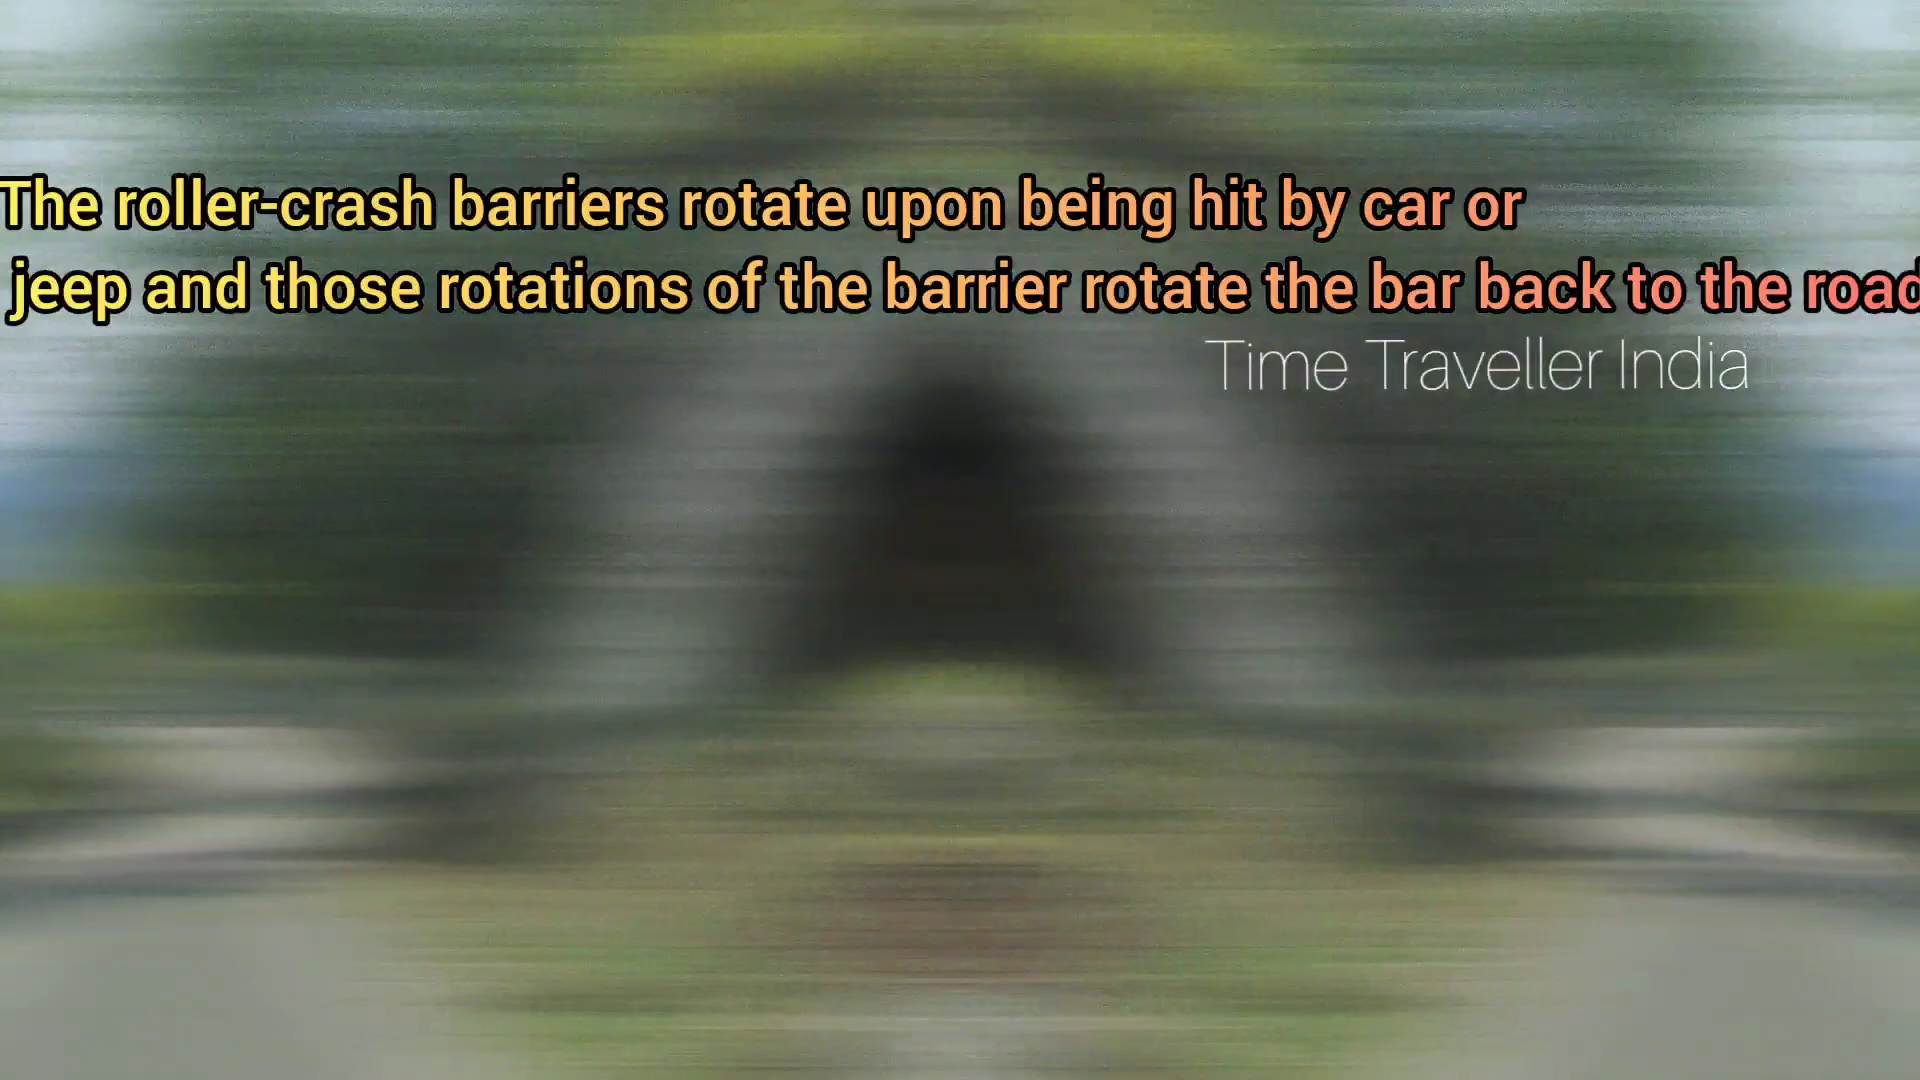 The roller-crash barriers rotate upon being hit by car or
jeep and those rotations of the barrier rotate the bar back to the road
Time Traveller India